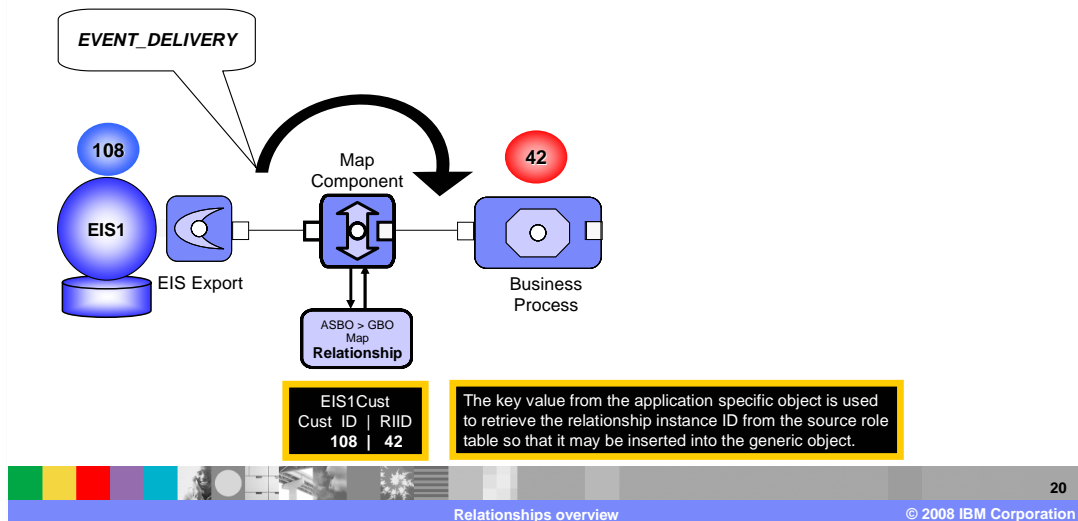 EVENT_DELIVERY
108
42
Map
Component
EIS1
EIS Export
Business
Process
ASBO > GBO
Map
Relationship
EIS1Cust
Cust ID | RIID
108 | 42
The key value from the application specific object is used
to retrieve the relationship instance ID from the source role
table so that it may be inserted into the generic object.
20
Relationships overview
© 2008 IBM Corporation